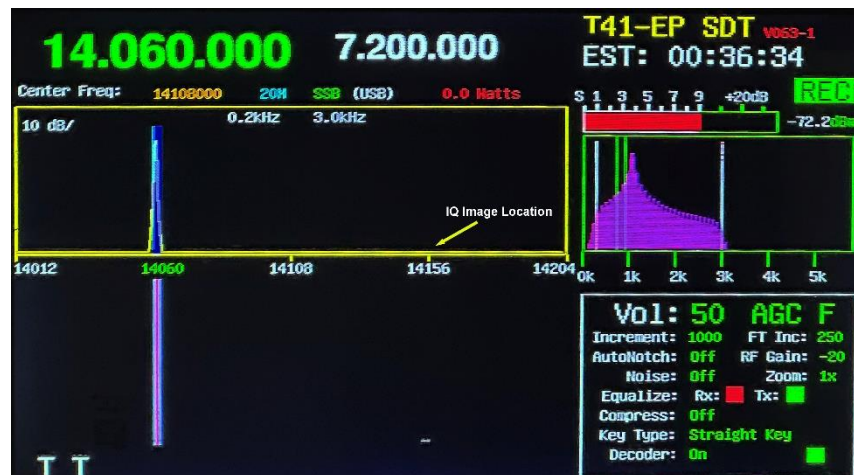 14.060.000 7.200.000
T41-EP SDT V063-1
EST: 00:36:34
Center Freq: 14108000 20M SSB (USB) 0.0 Watts
S 1 3 5 7 9 +20dB REC
-72.2dBm
10 dB/ 0.2kHz 3.0kHz
IQ Image Location
14012 14060 14108 14156 14204
0k 1k 2k 3k 4k 5k
Vol: 50 AGC F
Increment: 1000 FT Inc: 250
AutoNotch: Off RF Gain: -20
Noise: Off Zoom: 1x
Equalize: Rx: Tx:
Compress: Off
Key Type: Straight Key
Decoder: On
T T